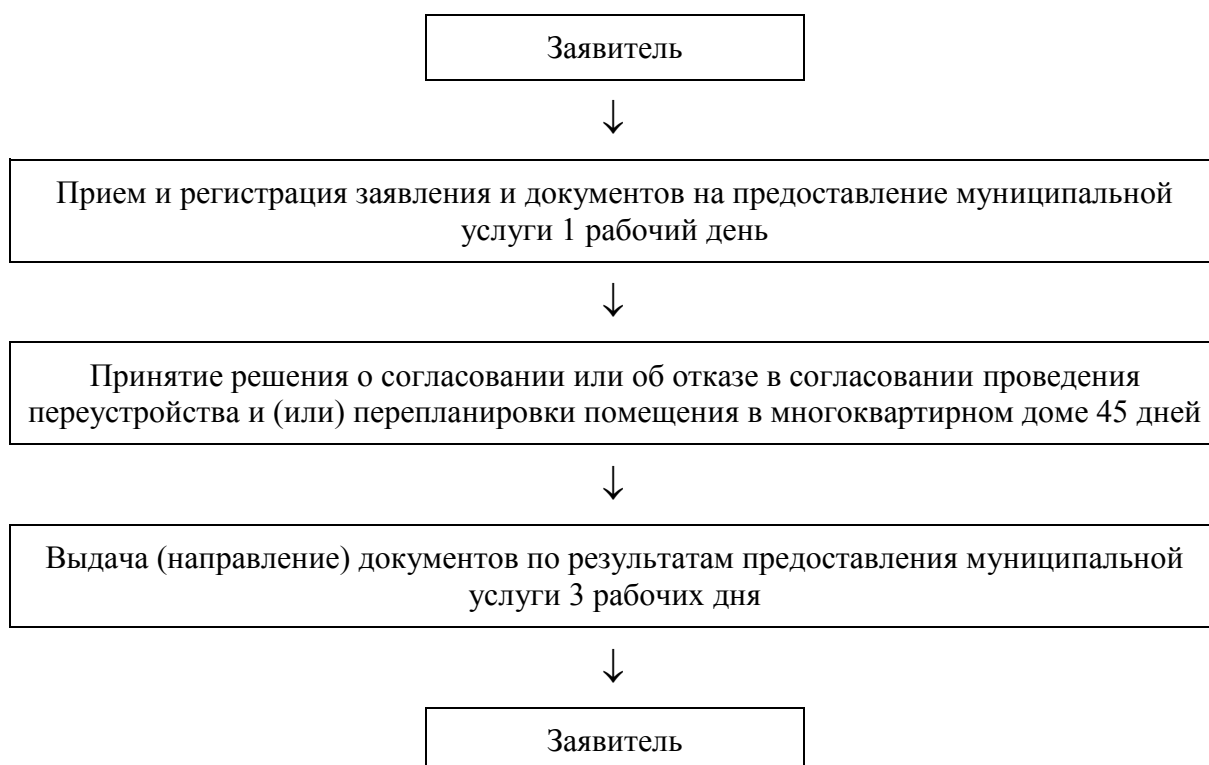 Заявитель
↓
Прием и регистрация заявления и документов на предоставление муниципальной
услуги 1 рабочий день
↓
Принятие решения о согласовании или об отказе в согласовании проведения
переустройства и (или) перепланировки помещения в многоквартирном доме 45 дней
↓
Выдача (направление) документов по результатам предоставления муниципальной
услуги 3 рабочих дня
↓
Заявитель